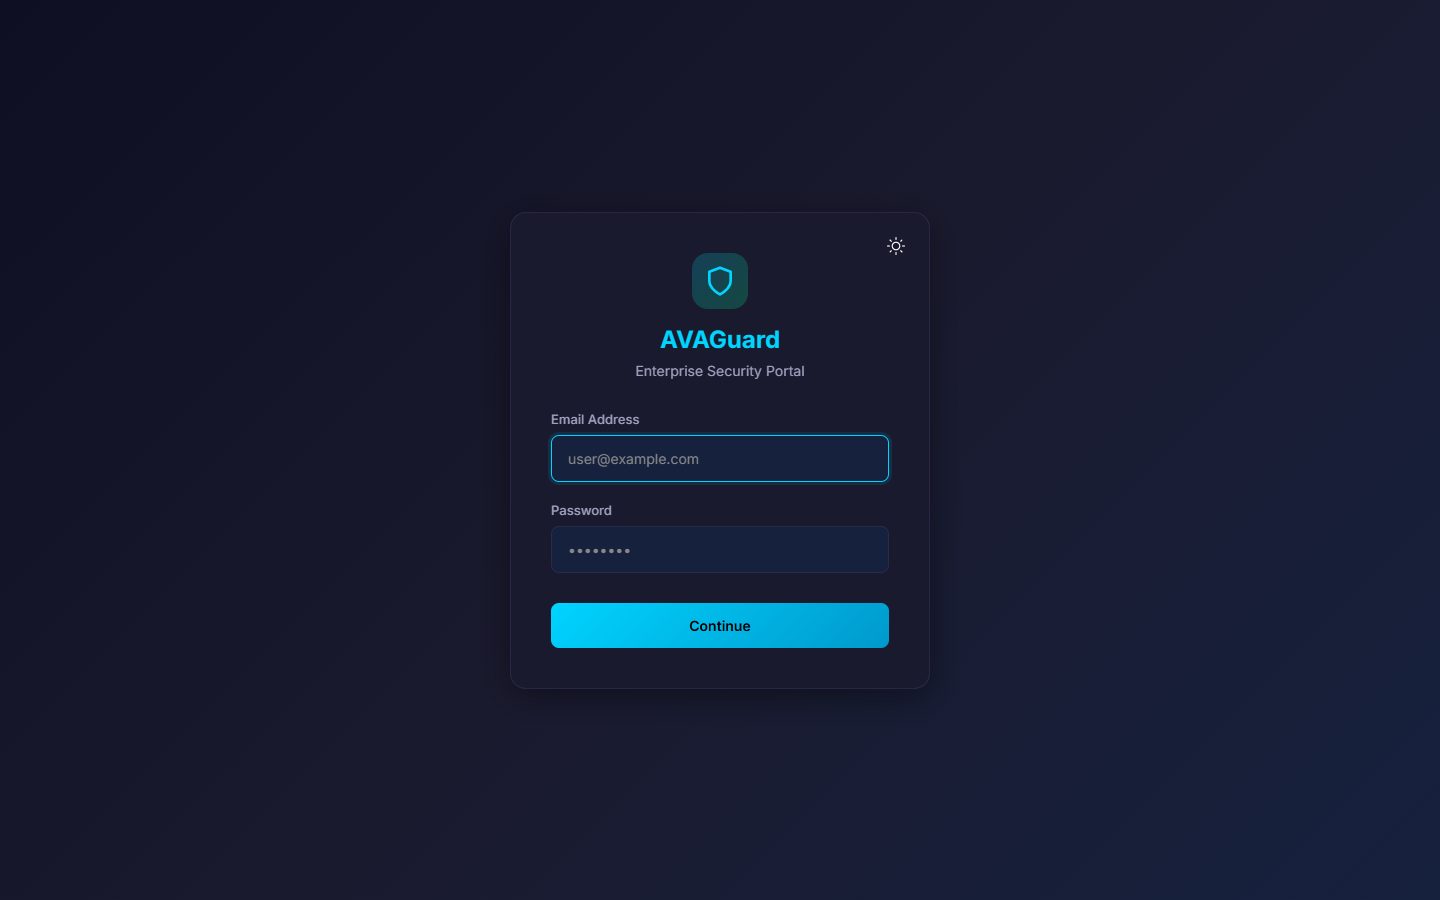 AVAGuard
Enterprise Security Portal
Email Address
user@example.com
Password
••••••••
Continue